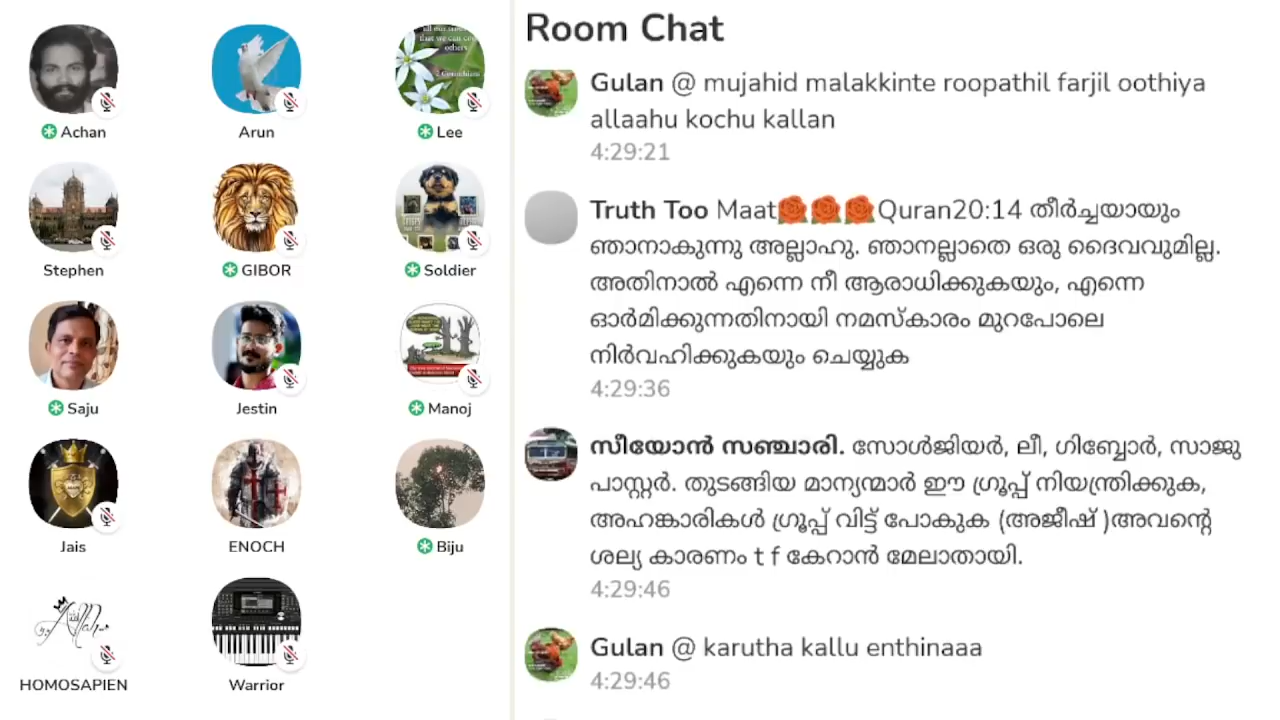 Achan
Arun
Lee
Stephen
GIBOR
Soldier
Saju
Jestin
Manoj
Jais
ENOCH
Biju
HOMOSAPIEN
Warrior
that we can
others
Room Chat
Gulan @ mujahid malakkinte roopathil farjil oothiya
allaahu kochu kallan
4:29:21
Truth Too Maat🌹🌹🌹Quran20:14 തീർച്ചയായും
ഞാനാകുന്നു അല്ലാഹു. ഞാനല്ലാതെ ഒരു ദൈവവുമില്ല.
അതിനാൽ എന്നെ നീ ആരാധിക്കുകയും, എന്നെ
ഓർമിക്കുന്നതിനായി നമസ്കാരം മുറപോലെ
നിർവഹിക്കുകയും ചെയ്യുക
4:29:36
സീയോൻ സഞ്ചാരി. സോൾജിയർ, ലീ, ഗിബ്ബോർ, സാജു
പാസ്റ്റർ. തുടങ്ങിയ മാന്യന്മാർ ഈ ഗ്രൂപ്പ് നിയന്ത്രിക്കുക,
അഹങ്കാരികൾ ഗ്രൂപ്പ് വിട്ട് പോകുക (അജീഷ് )അവന്റെ
ശല്യ കാരണം t f കേറാൻ മേലാതായി.
4:29:46
Gulan @ karutha kallu enthinaaa
4:29:46